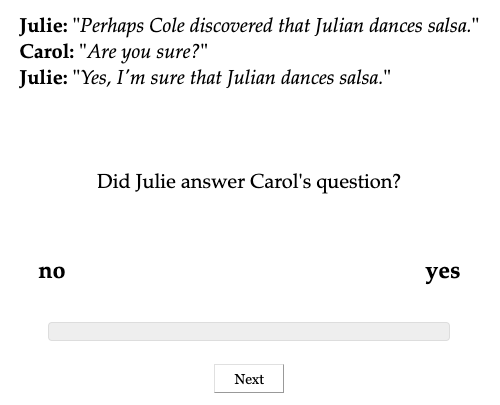 Julie: "Perhaps Cole discovered that Julian dances salsa."
Carol: "Are you sure?"
Julie: "Yes, I'm sure that Julian dances salsa."
Did Julie answer Carol's question?
no yes
Next